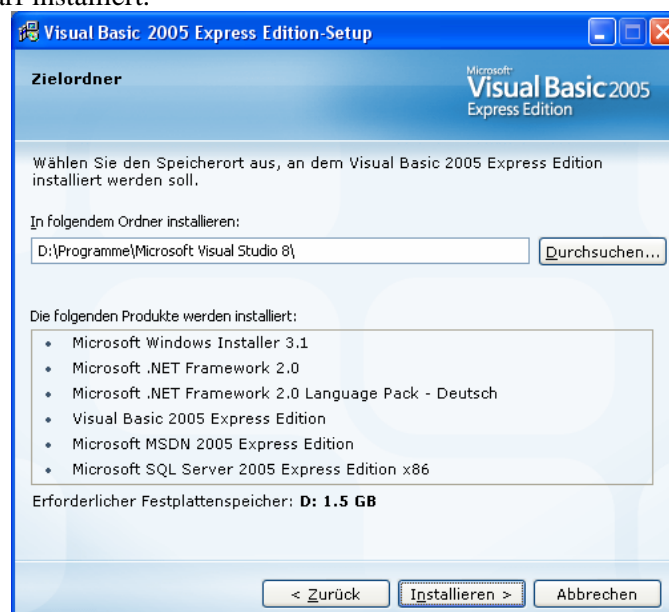 installiert.
Visual Basic 2005 Express Edition-Setup
Zielordner
Microsoft
Visual Basic 2005
Express Edition
Wählen Sie den Speicherort aus, an dem Visual Basic 2005 Express Edition
installiert werden soll.
In folgendem Ordner installieren:
D:\Programme\Microsoft Visual Studio 8\
Durchsuchen...
Die folgenden Produkte werden installiert:
• Microsoft Windows Installer 3.1
• Microsoft .NET Framework 2.0
• Microsoft .NET Framework 2.0 Language Pack - Deutsch
• Visual Basic 2005 Express Edition
• Microsoft MSDN 2005 Express Edition
• Microsoft SQL Server 2005 Express Edition x86
Erforderlicher Festplattenspeicher: D: 1.5 GB
< Zurück
Installieren >
Abbrechen